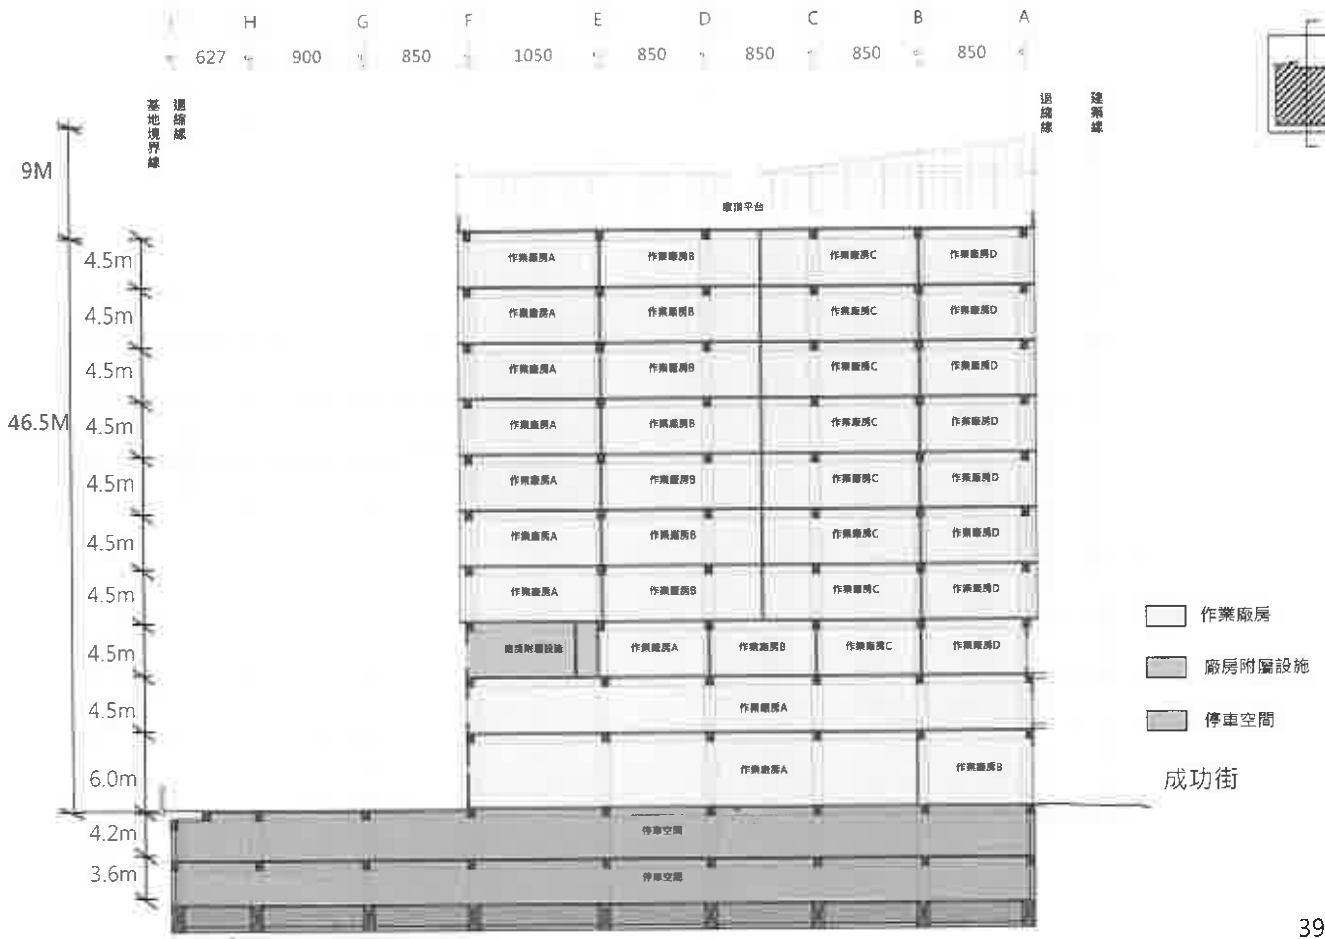 H G F E D C B A
627 900 850 1050 850 850 850 850
基地境界線
退縮線
退縮線
建築線
9M
46.5M
屋頂平台
4.5m 作業廠房A 作業廠房B 作業廠房C 作業廠房D
4.5m 作業廠房A 作業廠房B 作業廠房C 作業廠房D
4.5m 作業廠房A 作業廠房B 作業廠房C 作業廠房D
4.5m 作業廠房A 作業廠房B 作業廠房C 作業廠房D
4.5m 作業廠房A 作業廠房B 作業廠房C 作業廠房D
4.5m 作業廠房A 作業廠房B 作業廠房C 作業廠房D
4.5m 作業廠房A 作業廠房B 作業廠房C 作業廠房D
4.5m 廠房附屬設施 作業廠房A 作業廠房B 作業廠房C 作業廠房D
4.5m 作業廠房A
6.0m 作業廠房A 作業廠房B
4.2m 停車空間
3.6m 停車空間
作業廠房
廠房附屬設施
停車空間
成功街
39